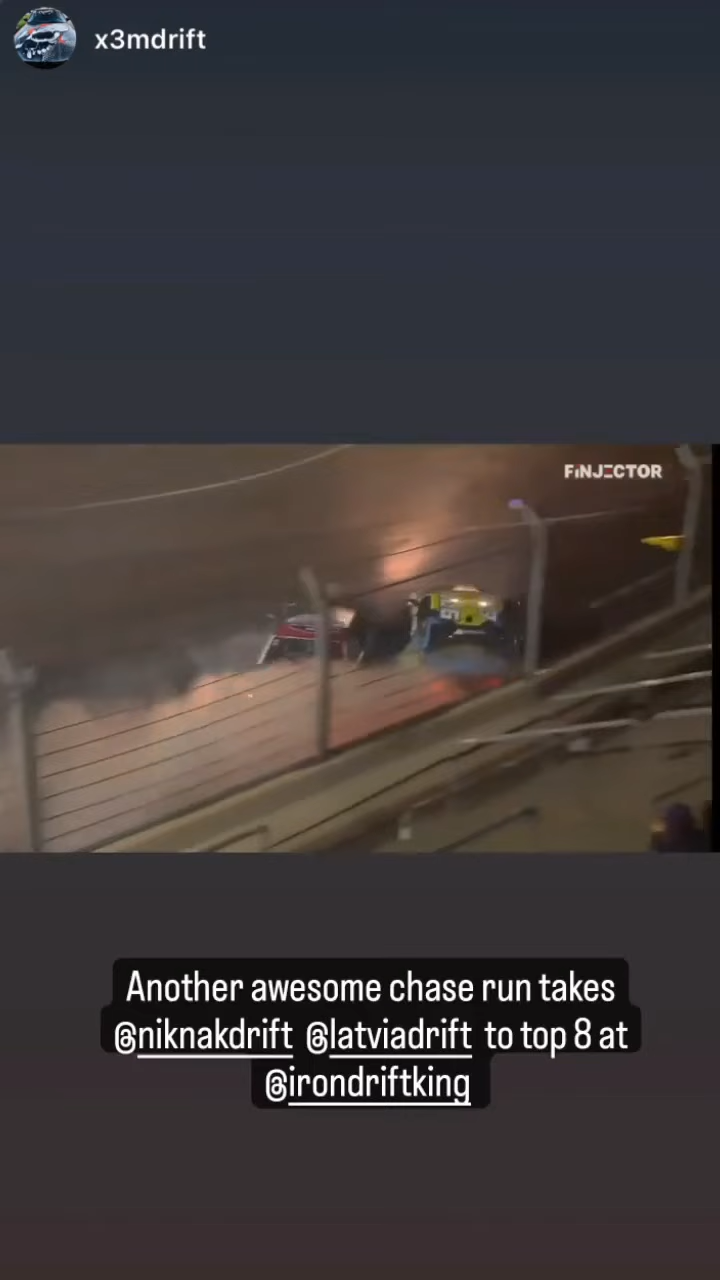 x3mdrift
FINJECTOR
Another awesome chase run takes
@niknakdrift @latviadrift to top 8 at
@irondriftking